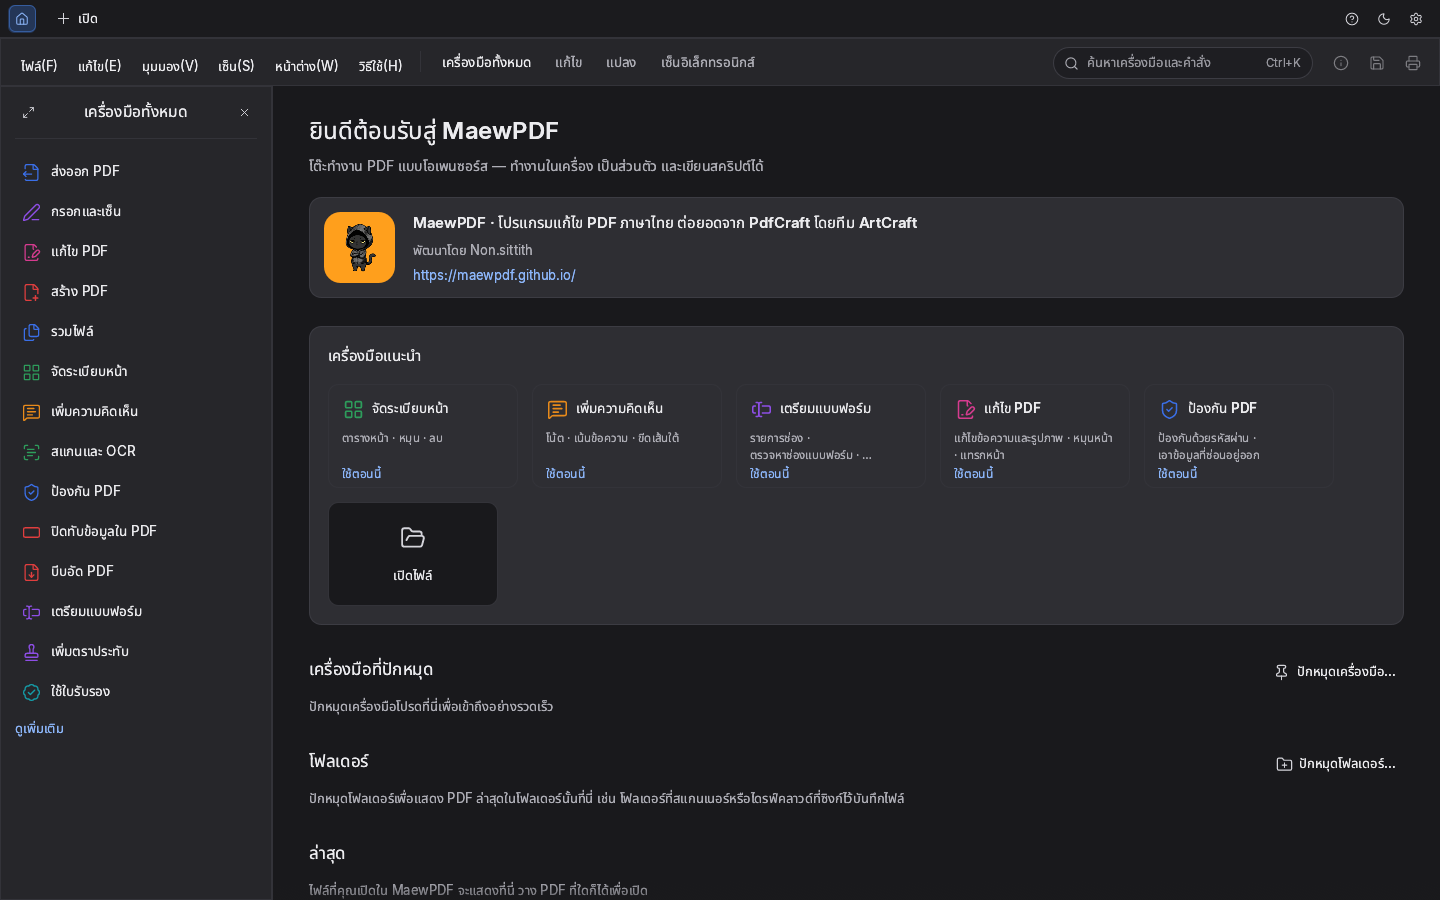 เปิด
ไฟล์(F) แก้ไข(E) มุมมอง(V) เซ็น(S) หน้าต่าง(W) วิธีใช้(H) เครื่องมือทั้งหมด แก้ไข แปลง เซ็นอิเล็กทรอนิกส์ ค้นหาเครื่องมือและคำสั่ง Ctrl+K
เครื่องมือทั้งหมด
ส่งออก PDF
กรอกและเซ็น
แก้ไข PDF
สร้าง PDF
รวมไฟล์
จัดระเบียบหน้า
เพิ่มความคิดเห็น
สแกนและ OCR
ป้องกัน PDF
ปิดทับข้อมูลใน PDF
บีบอัด PDF
เตรียมแบบฟอร์ม
เพิ่มตราประทับ
ใช้ใบรับรอง
ดูเพิ่มเติม
ยินดีต้อนรับสู่ MaewPDF
โต๊ะทำงาน PDF แบบโอเพนซอร์ส — ทำงานในเครื่อง เป็นส่วนตัว และเขียนสคริปต์ได้
MaewPDF · โปรแกรมแก้ไข PDF ภาษาไทย ต่อยอดจาก PdfCraft โดยทีม ArtCraft
พัฒนาโดย Non.sittith
https://maewpdf.github.io/
เครื่องมือแนะนำ
จัดระเบียบหน้า
ตารางหน้า · หมุน · ลบ
ใช้ตอนนี้
เพิ่มความคิดเห็น
โน้ต · เน้นข้อความ · ขีดเส้นใต้
ใช้ตอนนี้
เตรียมแบบฟอร์ม
รายการช่อง ·
ตรวจหาช่องแบบฟอร์ม · ...
ใช้ตอนนี้
แก้ไข PDF
แก้ไขข้อความและรูปภาพ · หมุนหน้า
· แทรกหน้า
ใช้ตอนนี้
ป้องกัน PDF
ป้องกันด้วยรหัสผ่าน ·
เอาข้อมูลที่ซ่อนอยู่ออก
ใช้ตอนนี้
เปิดไฟล์
เครื่องมือที่ปักหมุด
ปักหมุดเครื่องมือ...
ปักหมุดเครื่องมือโปรดที่นี่เพื่อเข้าถึงอย่างรวดเร็ว
โฟลเดอร์
ปักหมุดโฟลเดอร์...
ปักหมุดโฟลเดอร์เพื่อแสดง PDF ล่าสุดในโฟลเดอร์นั้นที่นี่ เช่น โฟลเดอร์ที่สแกนเนอร์หรือไดรฟ์คลาวด์ที่ซิงก์ไว้บันทึกไฟล์
ล่าสุด
ไฟล์ที่คุณเปิดใน MaewPDF จะแสดงที่นี่ วาง PDF ที่ใดก็ได้เพื่อเปิด